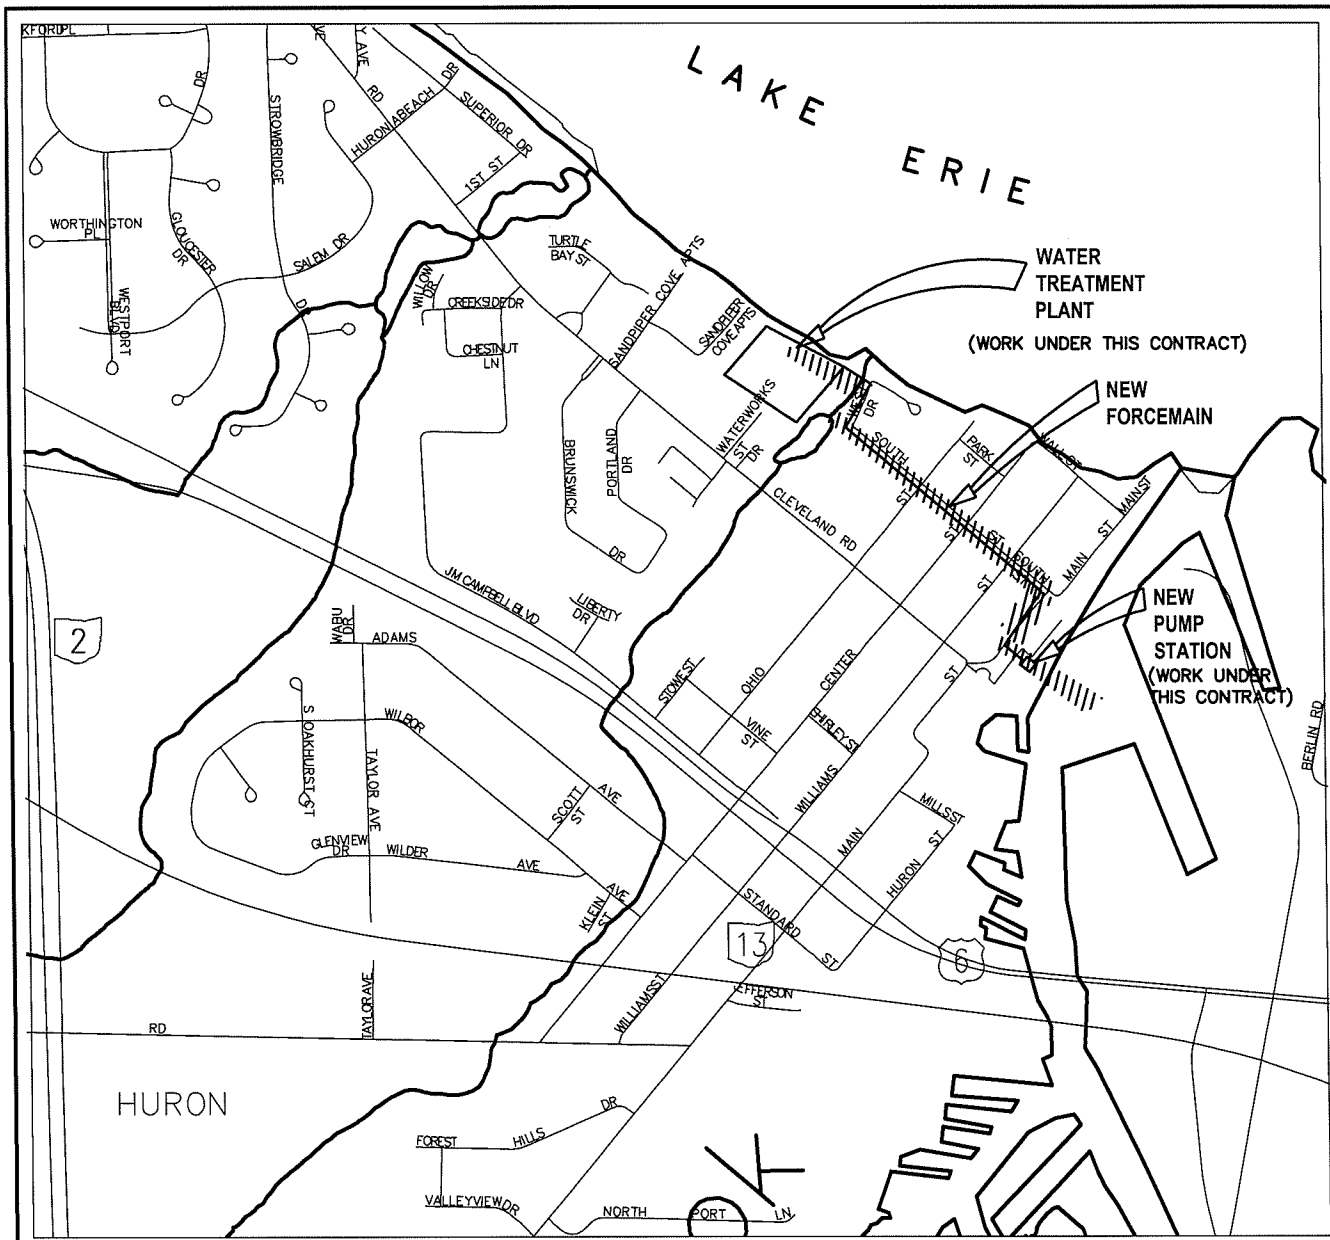 KFORD PL
DR
VE
Y AVE
RD
STROWBRIDGE
HURONIA BEACH
DR
SUPERIOR DR
1ST ST
LAKE
ERIE
WORTHINGTON
PL
GLOUCESTER
DR
SALEM DR
WESTPORT
BLVD
D
TURTLE
BAY ST
WILLOW
DR
CREEKSIDE DR
CHESTNUT
LN
SANDPIPER COVE APTS
SANDPIPER
COVE APTS
WATER
TREATMENT
PLANT
(WORK UNDER THIS CONTRACT)
NEW
FORCEMAIN
WEST
DR
SOUTH
ST
PARK
ST
WALL ST
MAIN ST
WATERWORKS
DR
ST
BRUNSWICK
DR
PORTLAND
DR
CLEVELAND RD
ST
ST
ST
SOUTH
MAIN
ST
NEW
PUMP
STATION
(WORK UNDER
THIS CONTRACT)
2
JM CAMPBELL BLVD
LIBERTY
DR
WABU
DR
ADAMS
AVE
STOWE ST
OHIO
CENTER
ST
VINE
ST
SHIRLEY ST
WILLIAMS
BERLIN RD
S OAKHURST CT
WILBOR
AVE
TAYLOR AVE
SCOTT
ST
GLENVIEW
DR
WILDER
AVE
KLEIN
ST
MAIN
MILLS ST
HURON
ST
STANDARD
ST
13
6
WILLIAMS ST
JEFFERSON
ST
TAYLOR AVE
RD
HURON
FOREST
HILLS
DR
VALLEYVIEW DR
NORTH
PORT
LN